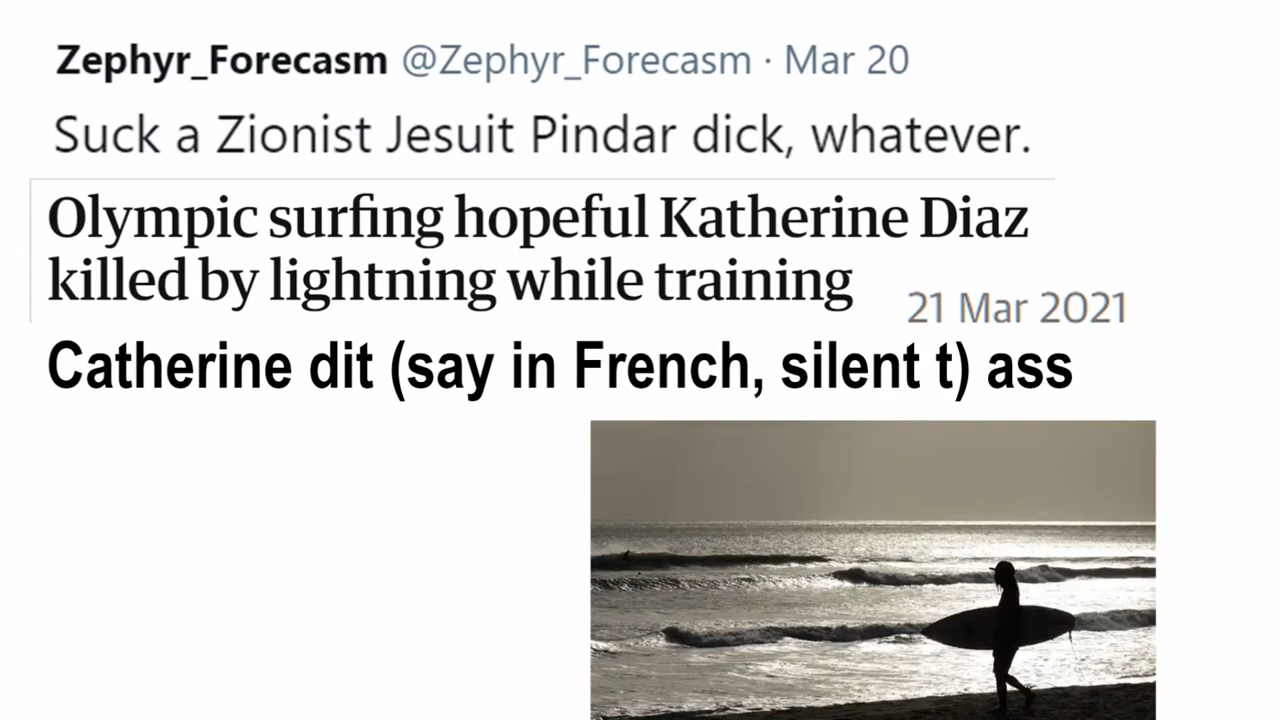 Zephyr_Forecasm @Zephyr_Forecasm · Mar 20
Suck a Zionist Jesuit Pindar dick, whatever.
Olympic surfing hopeful Katherine Diaz
killed by lightning while training
21 Mar 2021
Catherine dit (say in French, silent t) ass